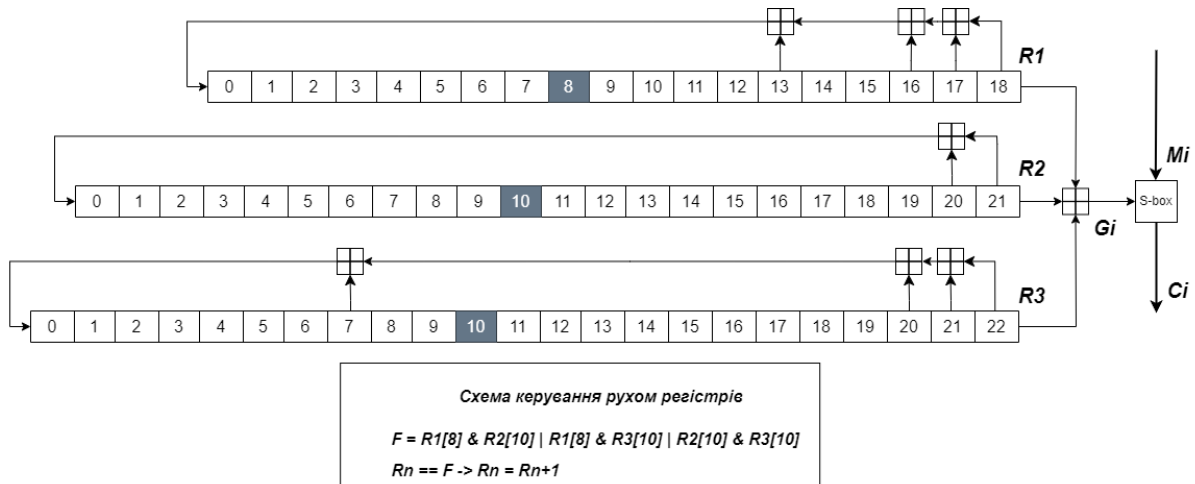 0 1 2 3 4 5 6 7 8 9 10 11 12 13 14 15 16 17 18
R1
0 1 2 3 4 5 6 7 8 9 10 11 12 13 14 15 16 17 18 19 20 21
R2
0 1 2 3 4 5 6 7 8 9 10 11 12 13 14 15 16 17 18 19 20 21 22
R3
Gi
Mi
S-box
Ci
Схема керування рухом регістрів
F = R1[8] & R2[10] | R1[8] & R3[10] | R2[10] & R3[10]
Rn == F -> Rn = Rn+1